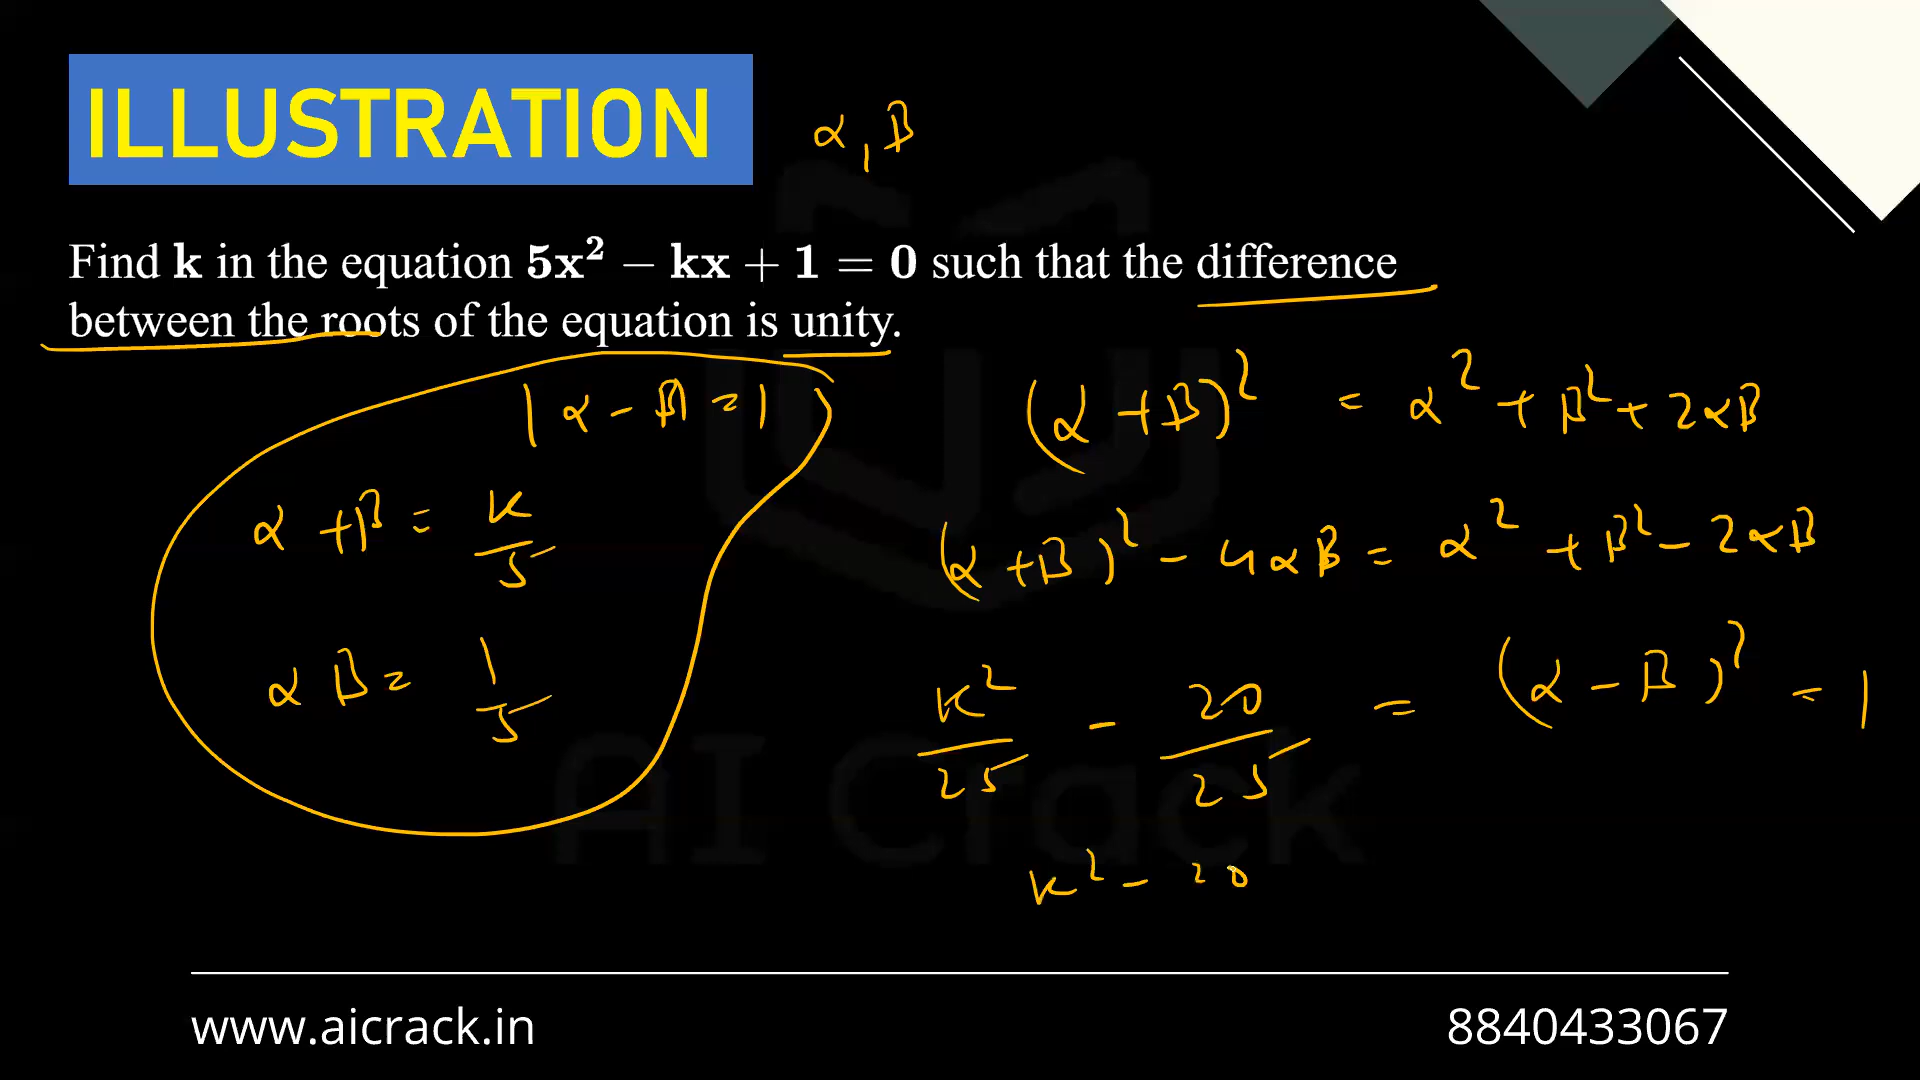 ILLUSTRATION
α, β
Find k in the equation 5x² − kx + 1 = 0 such that the difference
between the roots of the equation is unity.
|α - β| = 1
α + β = k/5
αβ = 1/5
(α + β)² = α² + β² + 2αβ
(α + β)² - 4αβ = α² + β² - 2αβ
k²/25 - 20/25 = (α - β)² = 1
k² - 20
AI Crack
www.aicrack.in
8840433067